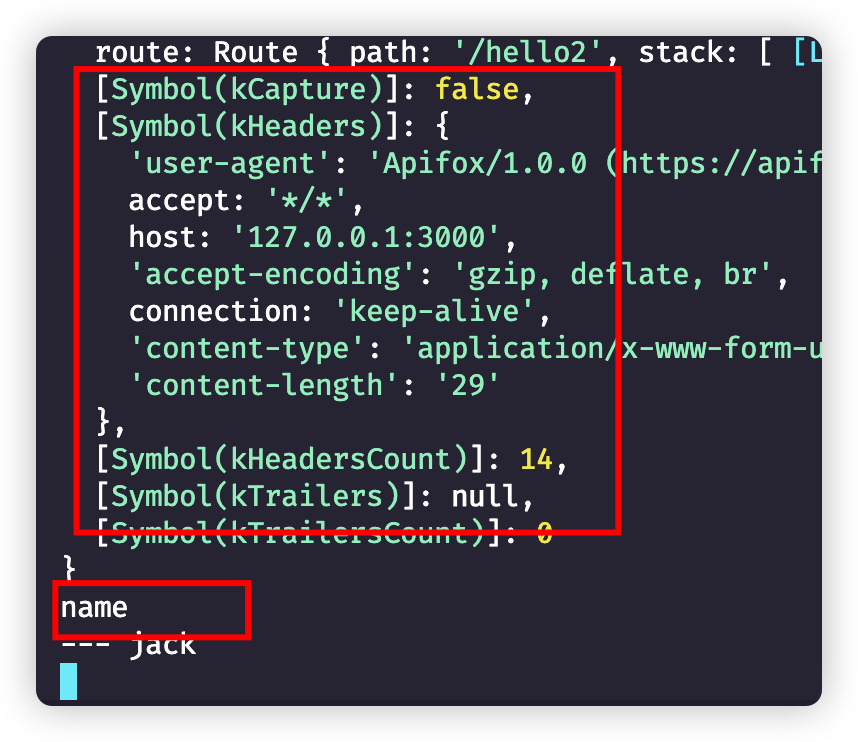 route: Route { path: '/hello2', stack: [ [L
[Symbol(kCapture)]: false,
[Symbol(kHeaders)]: {
'user-agent': 'Apifox/1.0.0 (https://apif
accept: '*/*',
host: '127.0.0.1:3000',
'accept-encoding': 'gzip, deflate, br',
connection: 'keep-alive',
'content-type': 'application/x-www-form-u
'content-length': '29'
},
[Symbol(kHeadersCount)]: 14,
[Symbol(kTrailers)]: null,
[Symbol(kTrailersCount)]: 0
}
name
--- jack